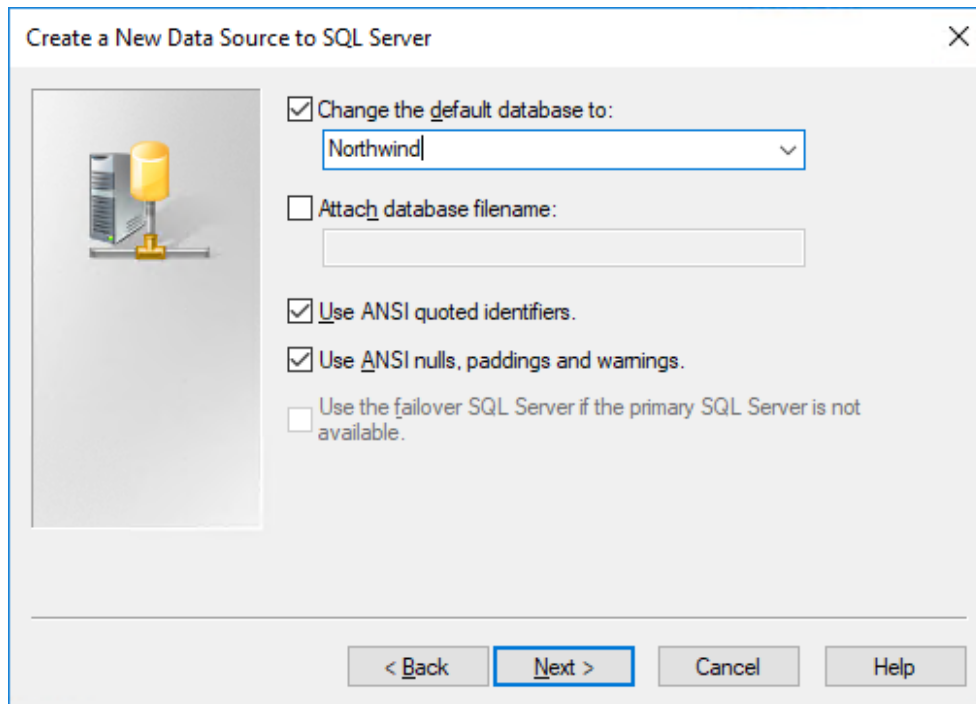 Create a New Data Source to SQL Server
Change the default database to:
Northwind
Attach database filename:
Use ANSI quoted identifiers.
Use ANSI nulls, paddings and warnings.
Use the failover SQL Server if the primary SQL Server is not
available.
< Back Next > Cancel Help